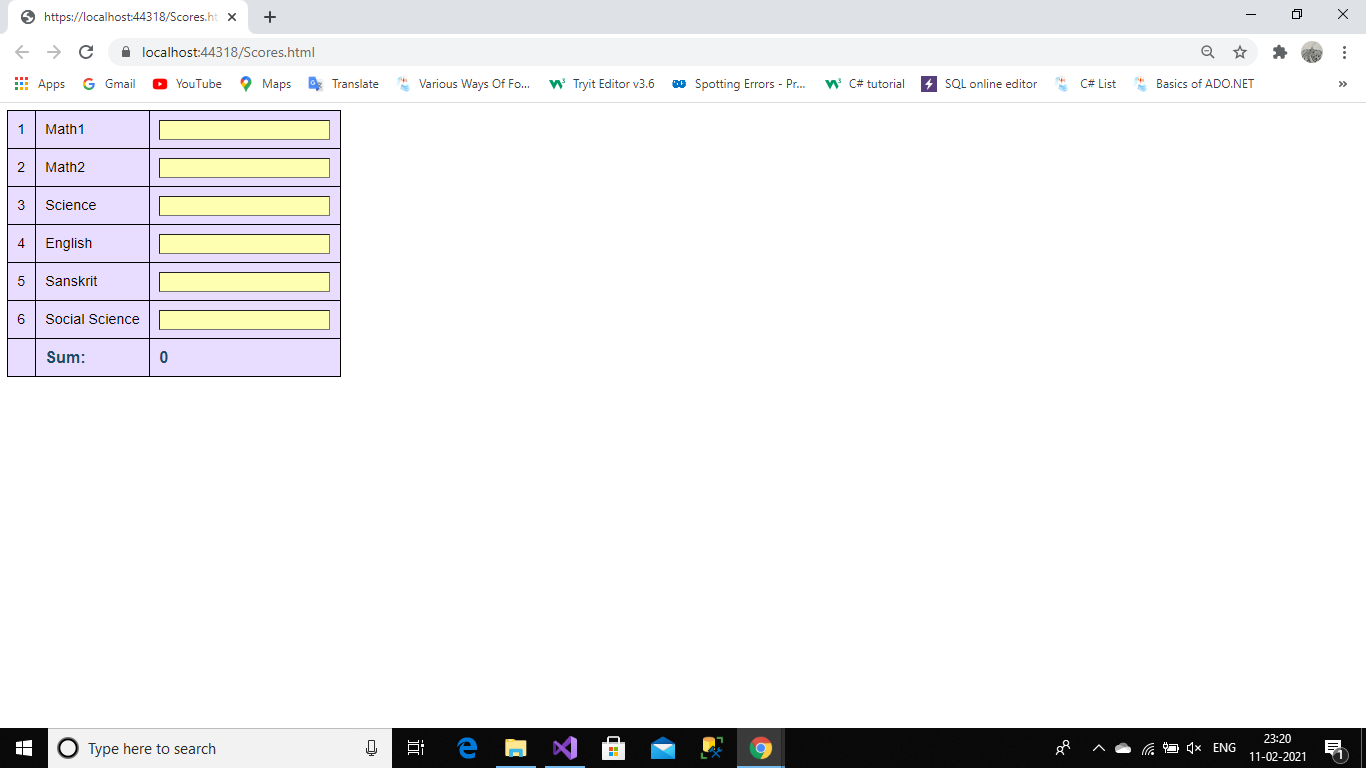 https://localhost:44318/Scores.ht
localhost:44318/Scores.html
Apps Gmail YouTube Maps Translate Various Ways Of Fo... Tryit Editor v3.6 Spotting Errors - Pr... C# tutorial SQL online editor C# List Basics of ADO.NET »
1 Math1
2 Math2
3 Science
4 English
5 Sanskrit
6 Social Science
Sum: 0
Type here to search
ENG
23:20
11-02-2021
1